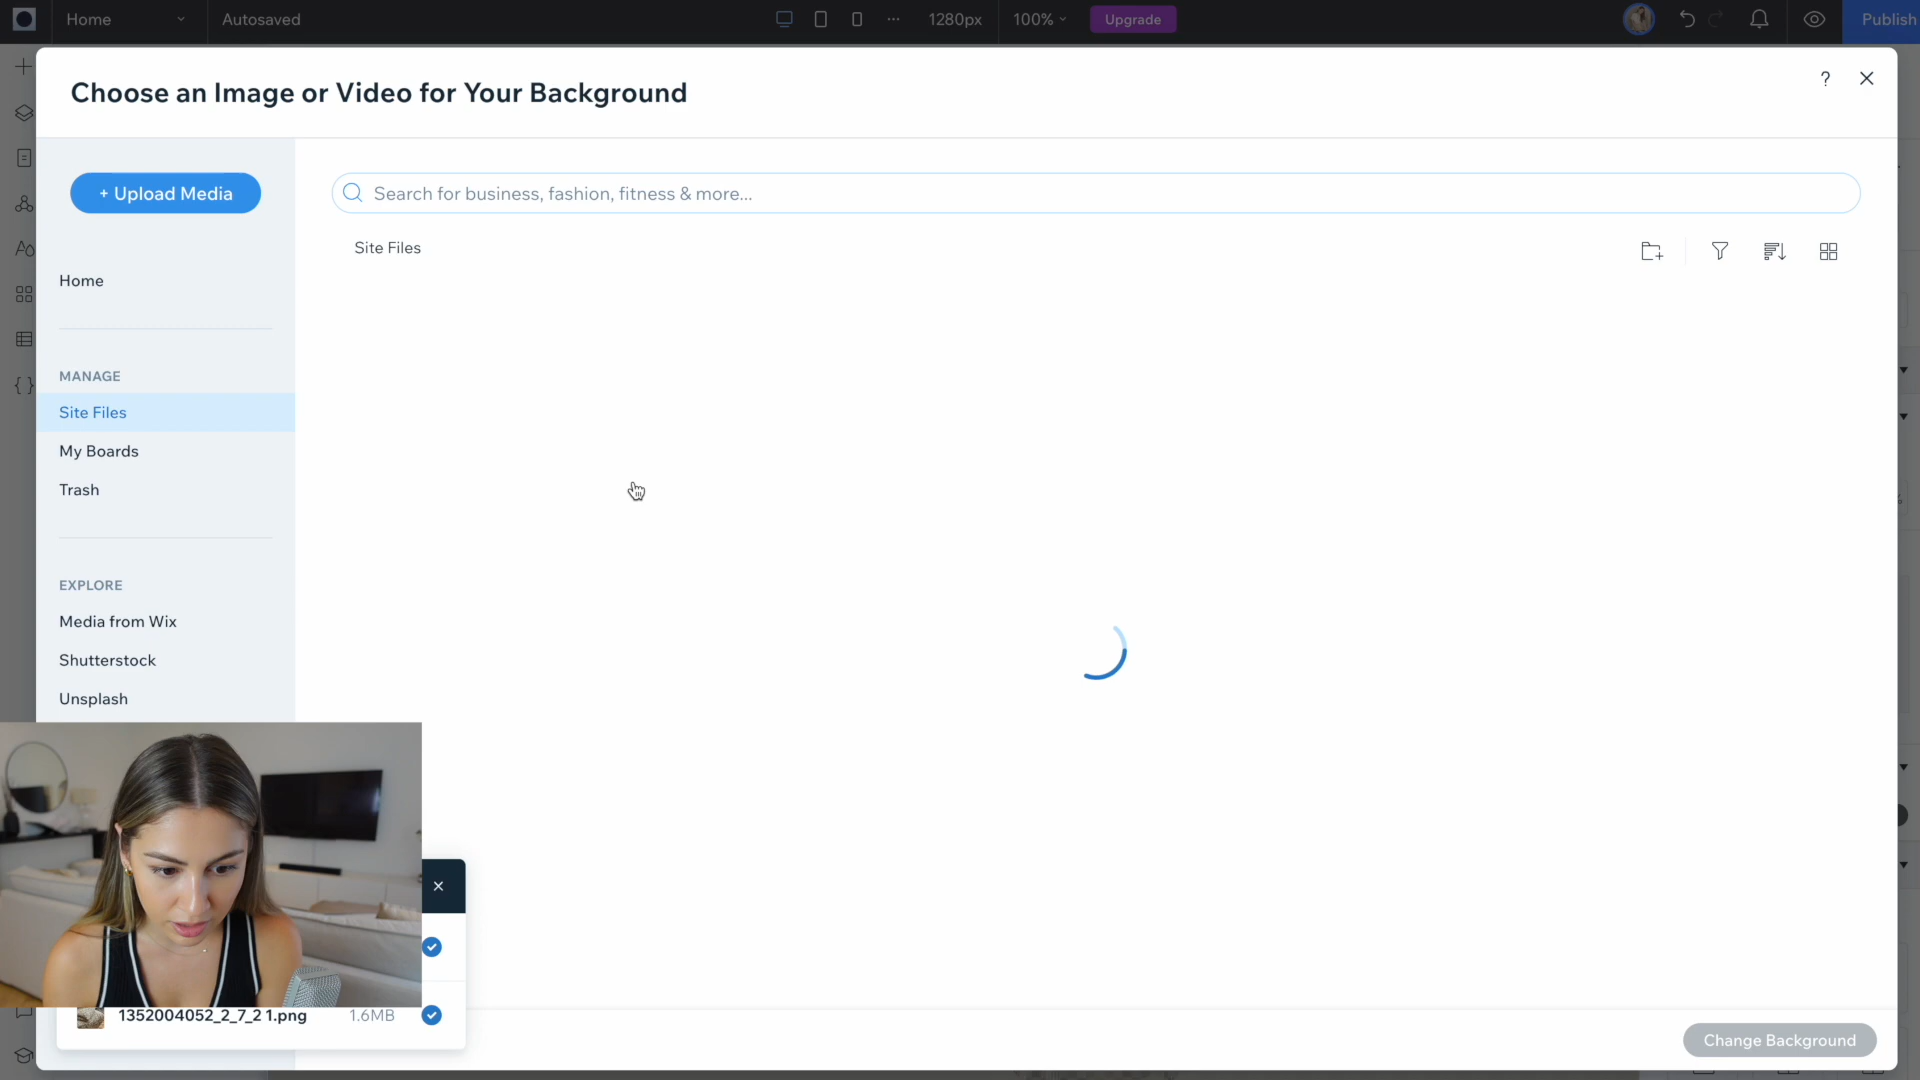 Home
Autosaved
1280px
100%
Upgrade
Publish
Choose an Image or Video for Your Background
?
+ Upload Media
Search for business, fashion, fitness & more...
Site Files
Home
MANAGE
Site Files
My Boards
Trash
EXPLORE
Media from Wix
Shutterstock
Unsplash
1352004052_2_7_2 1.png
1.6MB
Change Background